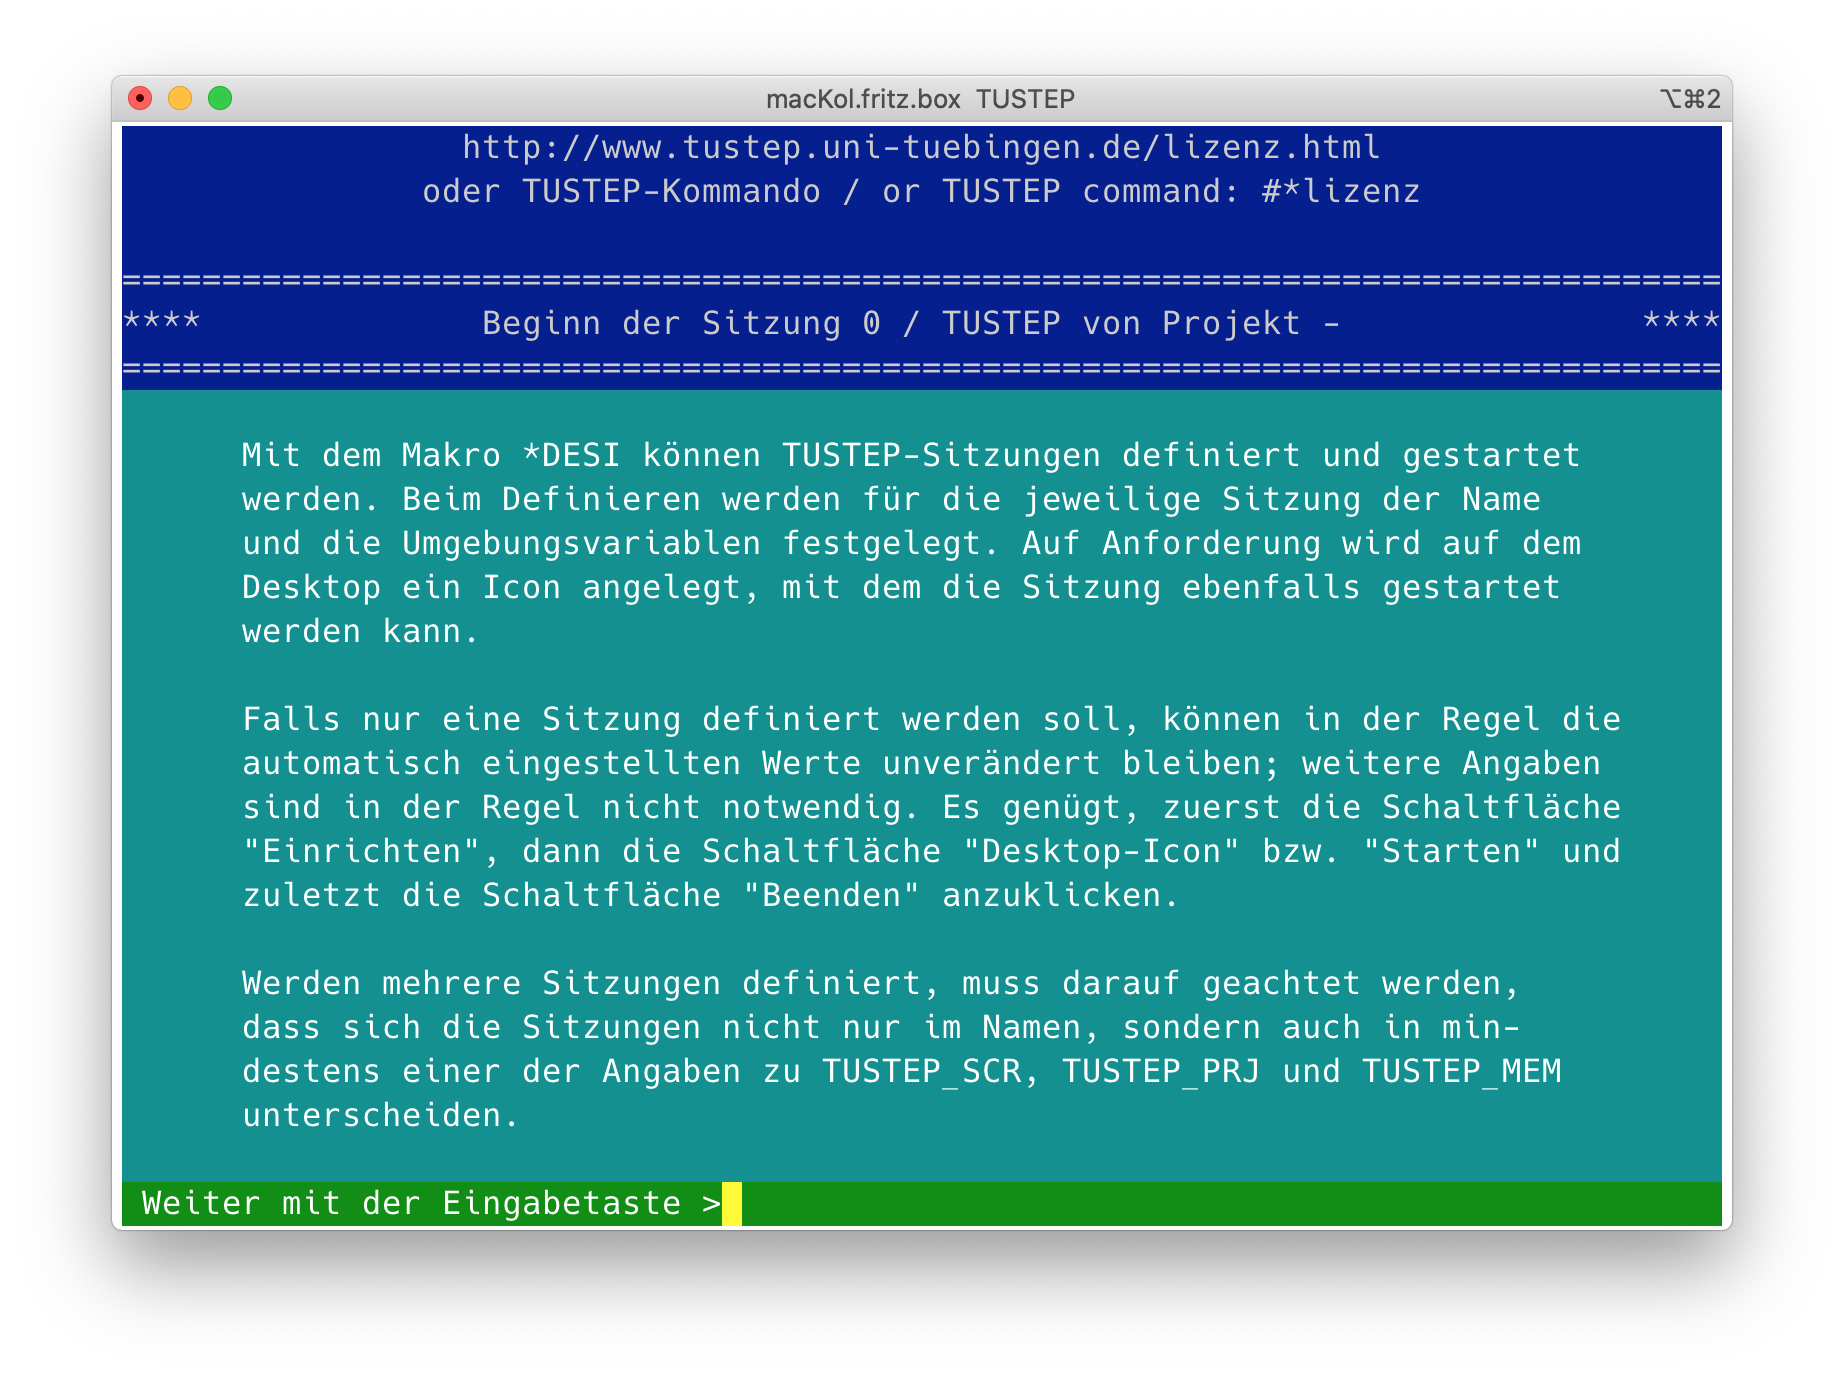 macKol.fritz.box TUSTEP ⌥⌘2
http://www.tustep.uni-tuebingen.de/lizenz.html
oder TUSTEP-Kommando / or TUSTEP command: #*lizenz
================================================================================
**** Beginn der Sitzung 0 / TUSTEP von Projekt - ****
================================================================================
Mit dem Makro *DESI können TUSTEP-Sitzungen definiert und gestartet
werden. Beim Definieren werden für die jeweilige Sitzung der Name
und die Umgebungsvariablen festgelegt. Auf Anforderung wird auf dem
Desktop ein Icon angelegt, mit dem die Sitzung ebenfalls gestartet
werden kann.
Falls nur eine Sitzung definiert werden soll, können in der Regel die
automatisch eingestellten Werte unverändert bleiben; weitere Angaben
sind in der Regel nicht notwendig. Es genügt, zuerst die Schaltfläche
"Einrichten", dann die Schaltfläche "Desktop-Icon" bzw. "Starten" und
zuletzt die Schaltfläche "Beenden" anzuklicken.
Werden mehrere Sitzungen definiert, muss darauf geachtet werden,
dass sich die Sitzungen nicht nur im Namen, sondern auch in min-
destens einer der Angaben zu TUSTEP_SCR, TUSTEP_PRJ und TUSTEP_MEM
unterscheiden.
Weiter mit der Eingabetaste >